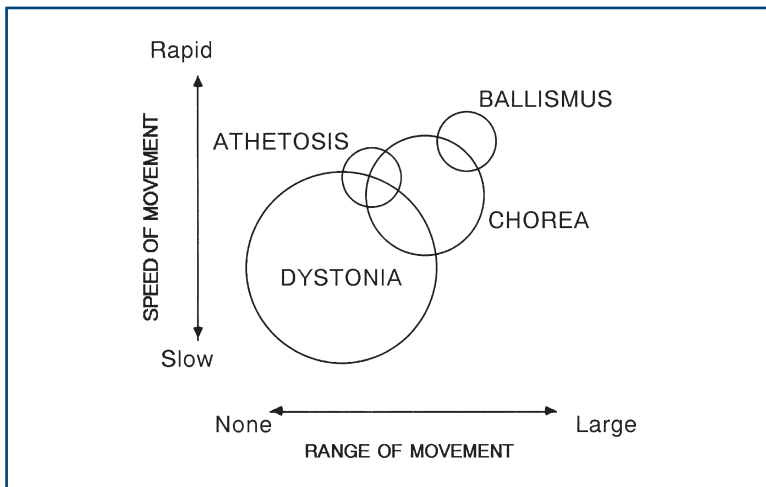 Rapid
BALLISMUS
ATHETOSIS
SPEED OF MOVEMENT
CHOREA
DYSTONIA
Slow
None
Large
RANGE OF MOVEMENT